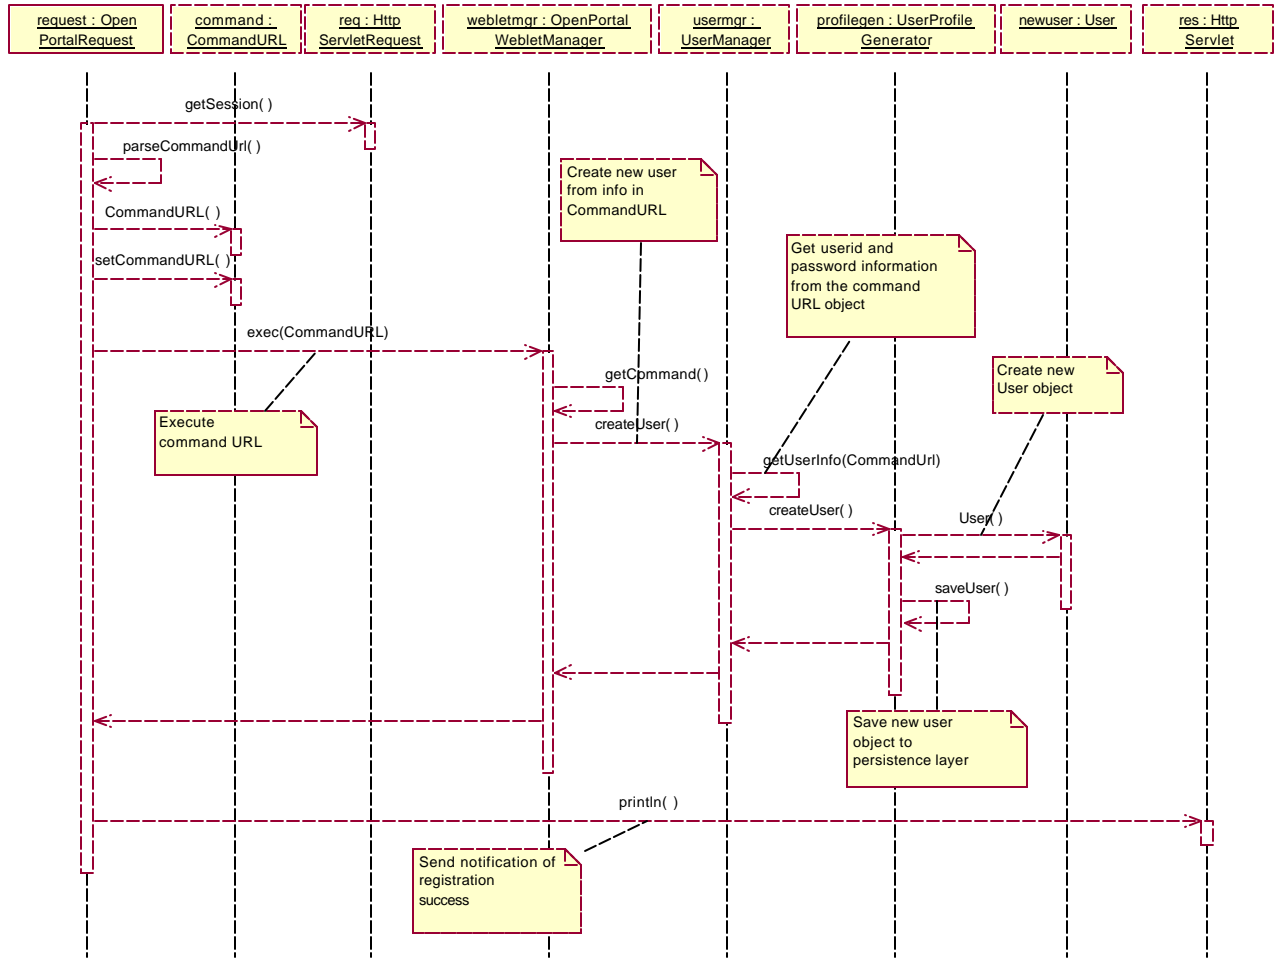 request : Open
PortalRequest
command :
CommandURL
req : Http
ServletRequest
webletmgr : OpenPortal
WebletManager
usermgr :
UserManager
profilegen : UserProfile
Generator
newuser : User
res : Http
Servlet
getSession( )
parseCommandUrl( )
CommandURL( )
setCommandURL( )
Create new user
from info in
CommandURL
Get userid and
password information
from the command
URL object
exec(CommandURL)
Create new
User object
getCommand( )
Execute
command URL
createUser( )
getUserInfo(CommandUrl)
createUser( )
User( )
saveUser( )
Save new user
object to
persistence layer
println( )
Send notification of
registration
success